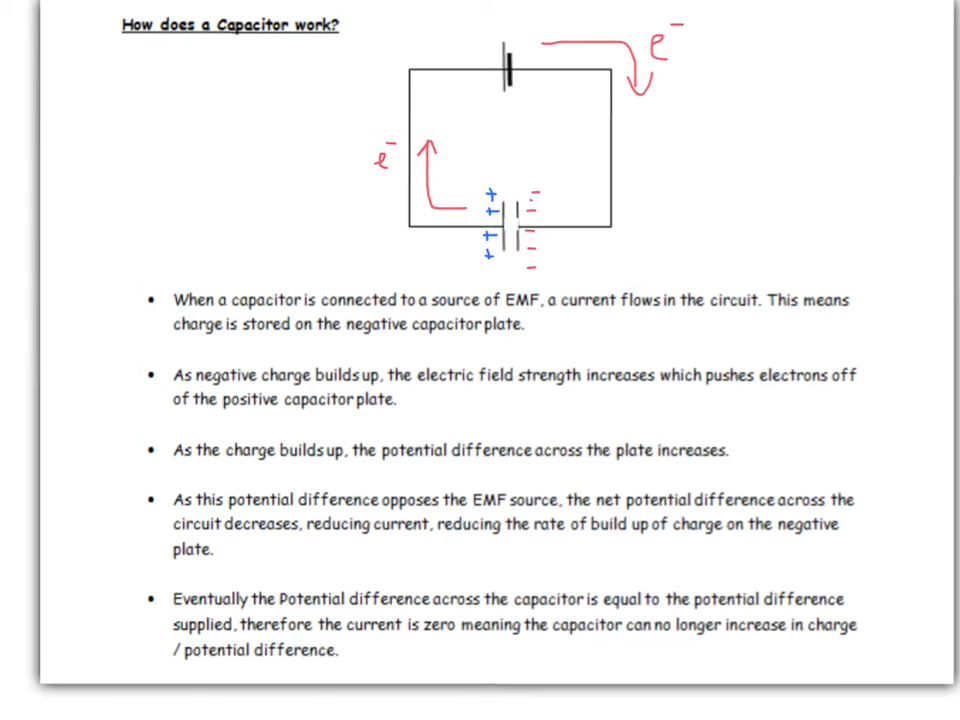 How does a Capacitor work?
e⁻
e⁻
+ -
+ -
+ -
+ -
-
• When a capacitor is connected to a source of EMF, a current flows in the circuit. This means
charge is stored on the negative capacitor plate.
• As negative charge builds up, the electric field strength increases which pushes electrons off
of the positive capacitor plate.
• As the charge builds up, the potential difference across the plate increases.
• As this potential difference opposes the EMF source, the net potential difference across the
circuit decreases, reducing current, reducing the rate of build up of charge on the negative
plate.
• Eventually the Potential difference across the capacitor is equal to the potential difference
supplied, therefore the current is zero meaning the capacitor can no longer increase in charge
/ potential difference.